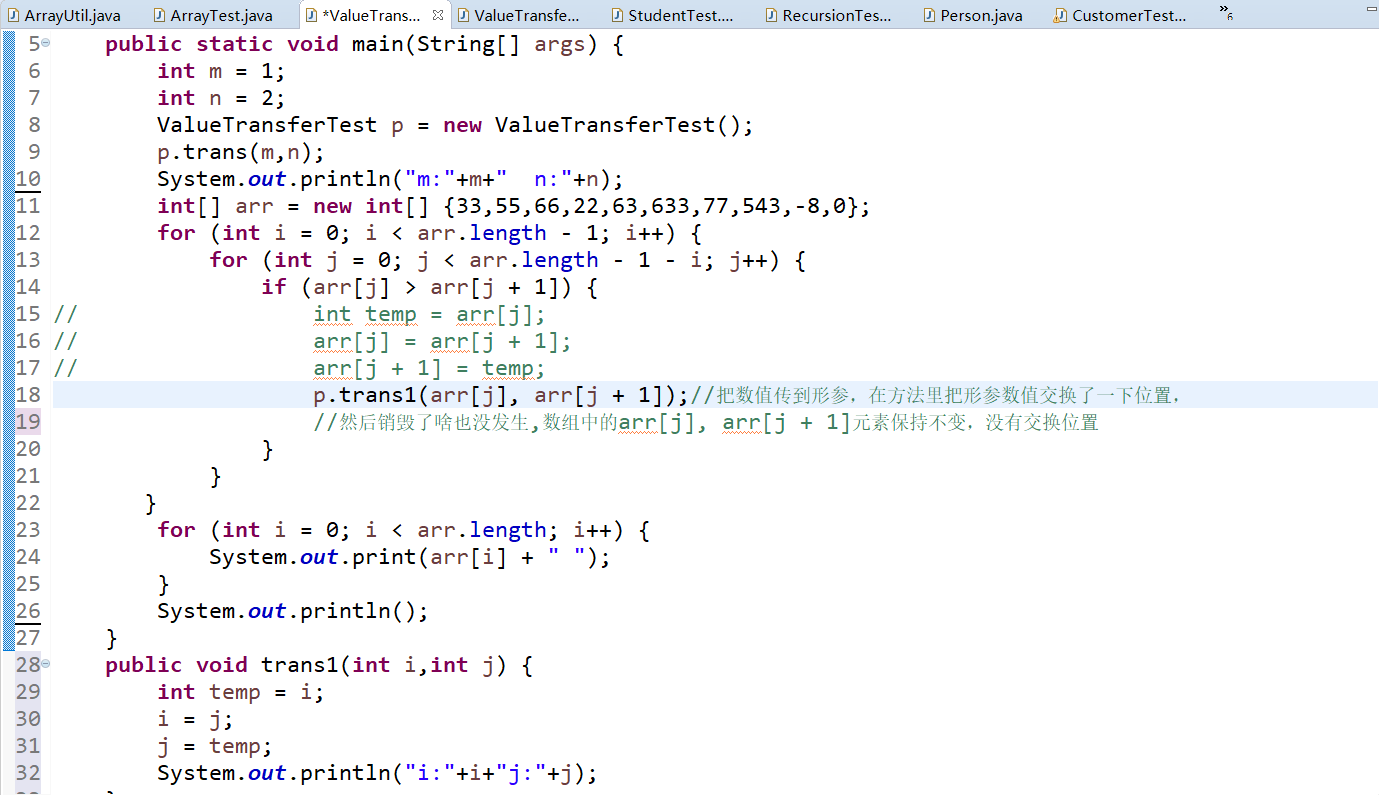 ArrayUtil.java ArrayTest.java *ValueTrans... ValueTransfe... StudentTest.... RecursionTes... Person.java CustomerTest... »6
5 public static void main(String[] args) {
6 int m = 1;
7 int n = 2;
8 ValueTransferTest p = new ValueTransferTest();
9 p.trans(m,n);
10 System.out.println("m:"+m+"  n:"+n);
11 int[] arr = new int[] {33,55,66,22,63,633,77,543,-8,0};
12 for (int i = 0; i < arr.length - 1; i++) {
13 for (int j = 0; j < arr.length - 1 - i; j++) {
14 if (arr[j] > arr[j + 1]) {
15 // int temp = arr[j];
16 // arr[j] = arr[j + 1];
17 // arr[j + 1] = temp;
18 p.trans1(arr[j], arr[j + 1]);//把数值传到形参，在方法里把形参数值交换了一下位置，
19 //然后销毁了啥也没发生,数组中的arr[j], arr[j + 1]元素保持不变，没有交换位置
20 }
21 }
22 }
23 for (int i = 0; i < arr.length; i++) {
24 System.out.print(arr[i] + " ");
25 }
26 System.out.println();
27 }
28 public void trans1(int i,int j) {
29 int temp = i;
30 i = j;
31 j = temp;
32 System.out.println("i:"+i+"j:"+j);